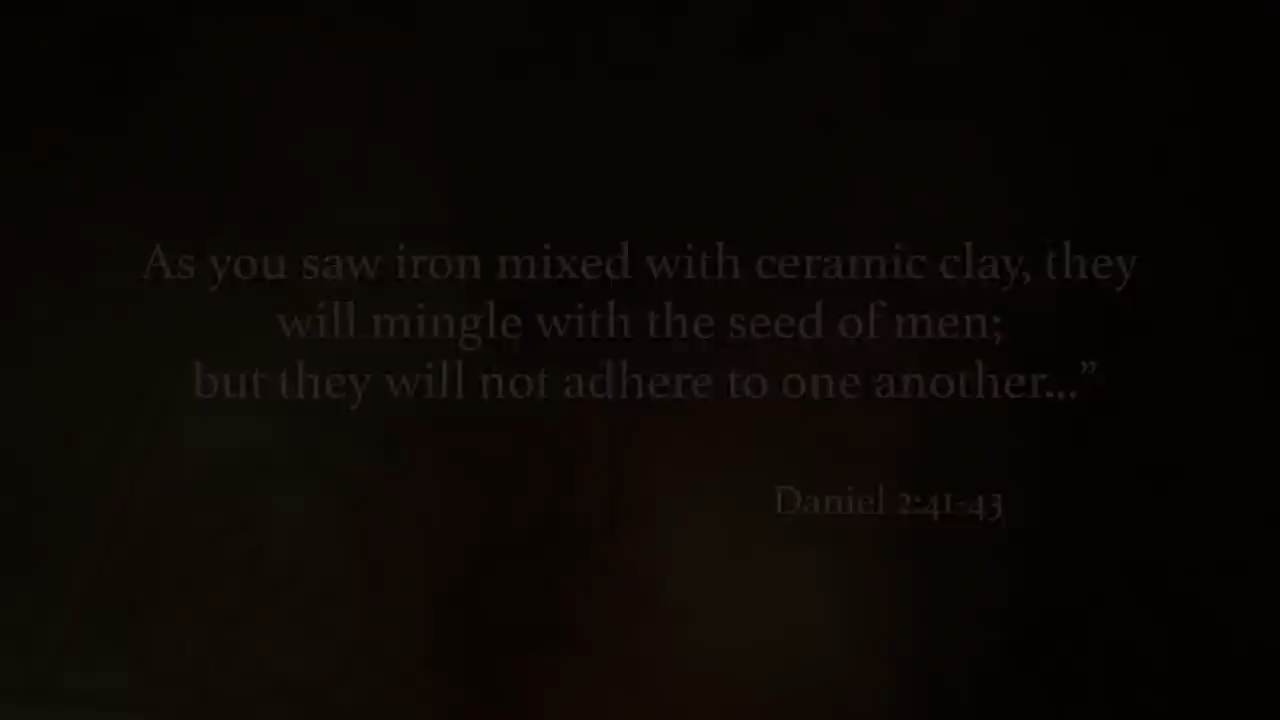 As you saw iron mixed with ceramic clay, they
will mingle with the seed of men;
but they will not adhere to one another...”
Daniel 2:41-43